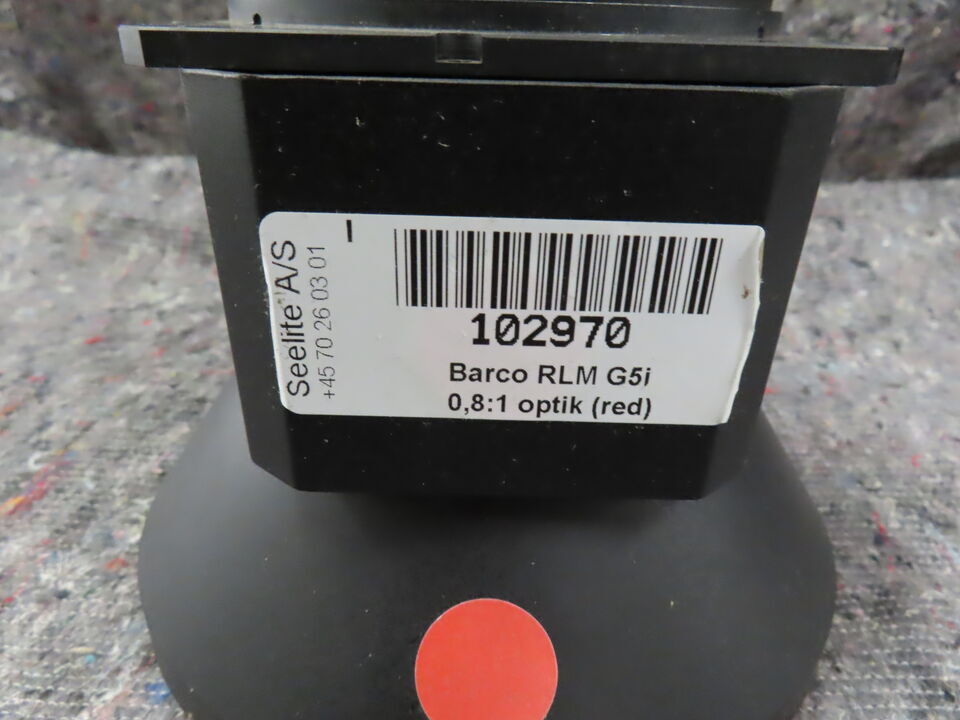 Seelite A/S
+45 70 26 03 01
102970
Barco RLM G5i
0,8:1 optik (red)